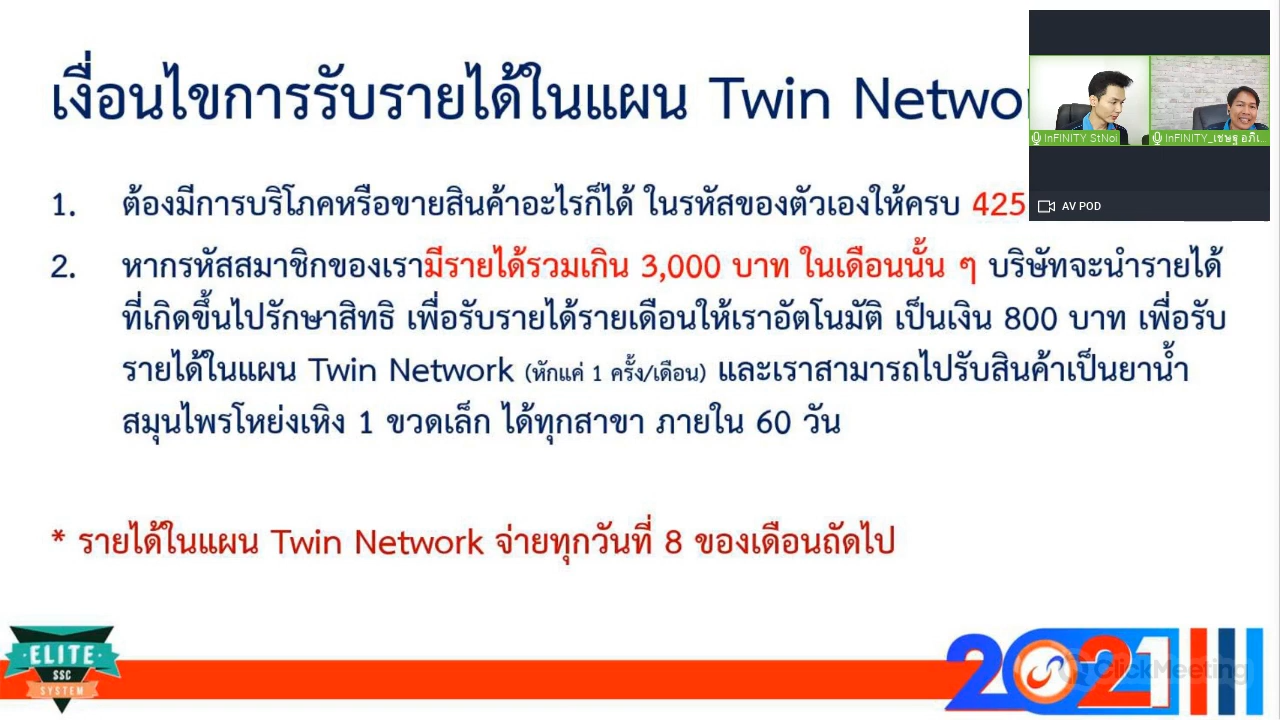 เงื่อนไขการรับรายได้ในแผน Twin
InFINITY StNoi
InFINITY_เชษฐ อภิเ...
AV POD
1. ต้องมีการบริโภคหรือขายสินค้าอะไรก็ได้ ในรหัสของตัวเองให้ครบ 425
2. หากรหัสสมาชิกของเรามีรายได้รวมเกิน 3,000 บาท ในเดือนนั้น ๆ บริษัทจะนำรายได้
ที่เกิดขึ้นไปรักษาสิทธิ เพื่อรับรายได้รายเดือนให้เราอัตโนมัติ เป็นเงิน 800 บาท เพื่อรับ
รายได้ในแผน Twin Network (หักแค่ 1 ครั้ง/เดือน) และเราสามารถไปรับสินค้าเป็นยาน้ำ
สมุนไพรโหย่งเหิง 1 ขวดเล็ก ได้ทุกสาขา ภายใน 60 วัน
* รายได้ในแผน Twin Network จ่ายทุกวันที่ 8 ของเดือนถัดไป
ELITE
SSC
SYSTEM
2021
ClickMeeting